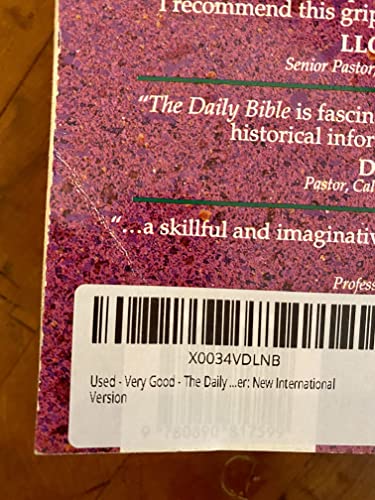 I recommend this grip
LLO
Senior Pastor,
"The Daily Bible is fascin
historical infor
D
Pastor, Cal
"...a skillful and imaginativ
Profess
X0034VDLNB
Used - Very Good - The Daily ...er: New International
Version